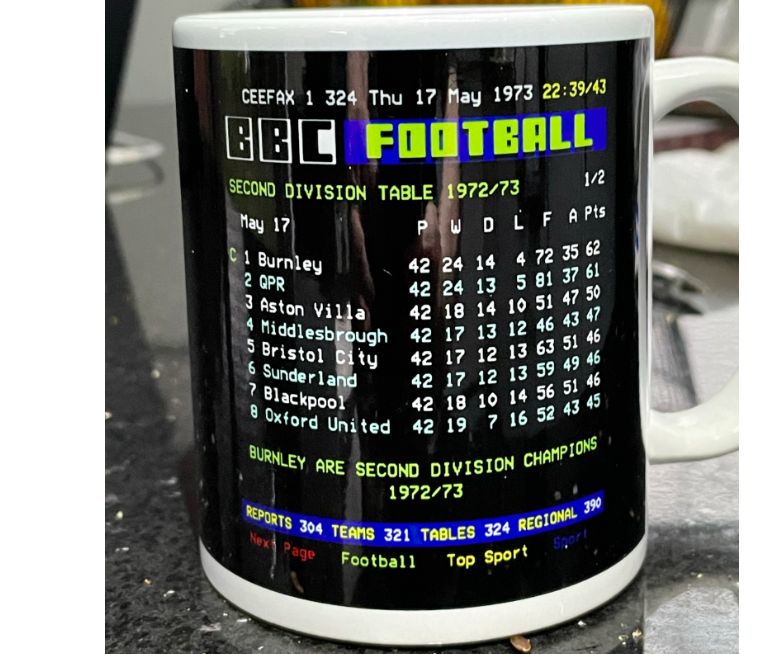 CEEFAX 1 324 Thu 17 May 1973 22:39/43
BBC FOOTBALL
SECOND DIVISION TABLE 1972/73 1/2
May 17 P W D L F A Pts
C 1 Burnley 42 24 14 4 72 35 62
2 QPR 42 24 13 5 81 37 61
3 Aston Villa 42 18 14 10 51 47 50
4 Middlesbrough 42 17 13 12 46 43 47
5 Bristol City 42 17 12 13 63 51 46
6 Sunderland 42 17 12 13 59 49 46
7 Blackpool 42 18 10 14 56 51 46
8 Oxford United 42 19 7 16 52 43 45
BURNLEY ARE SECOND DIVISION CHAMPIONS
1972/73
REPORTS 304 TEAMS 321 TABLES 324 REGIONAL 390
Next Page Football Top Sport Sport